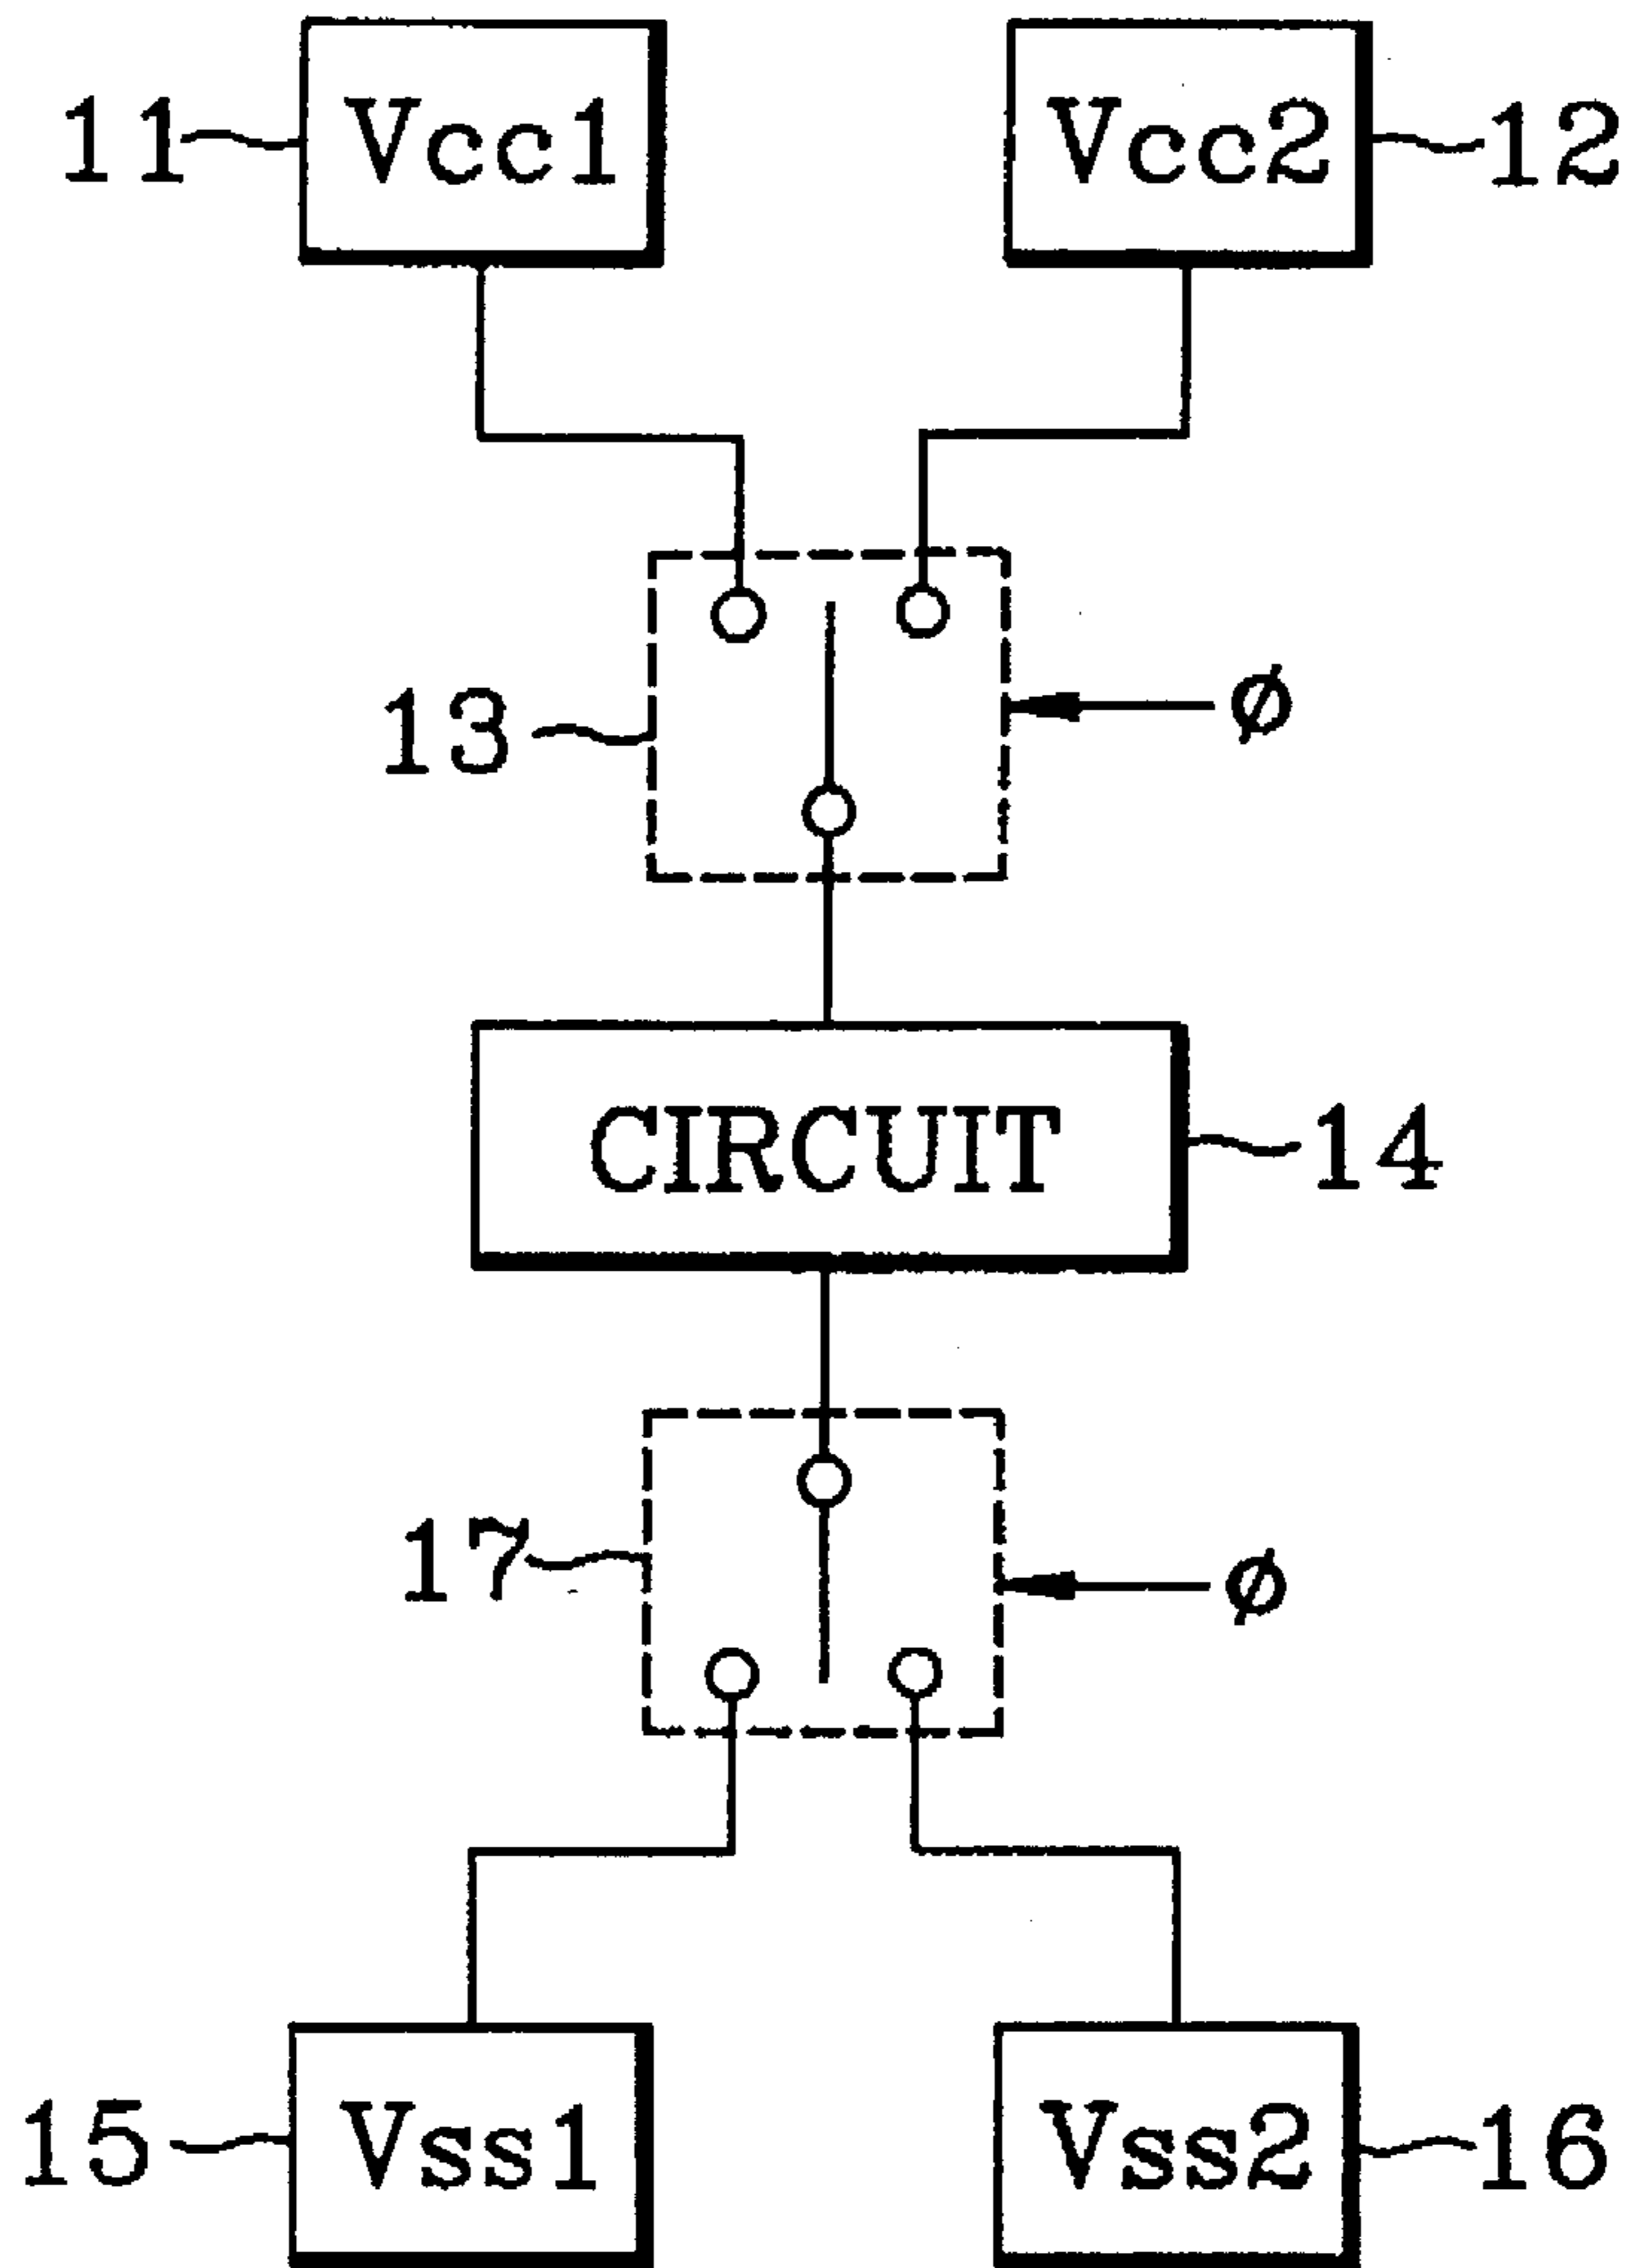 11 Vcc1 Vcc2 12
13 ø
CIRCUIT 14
17 ø
15 Vss1 Vss2 16